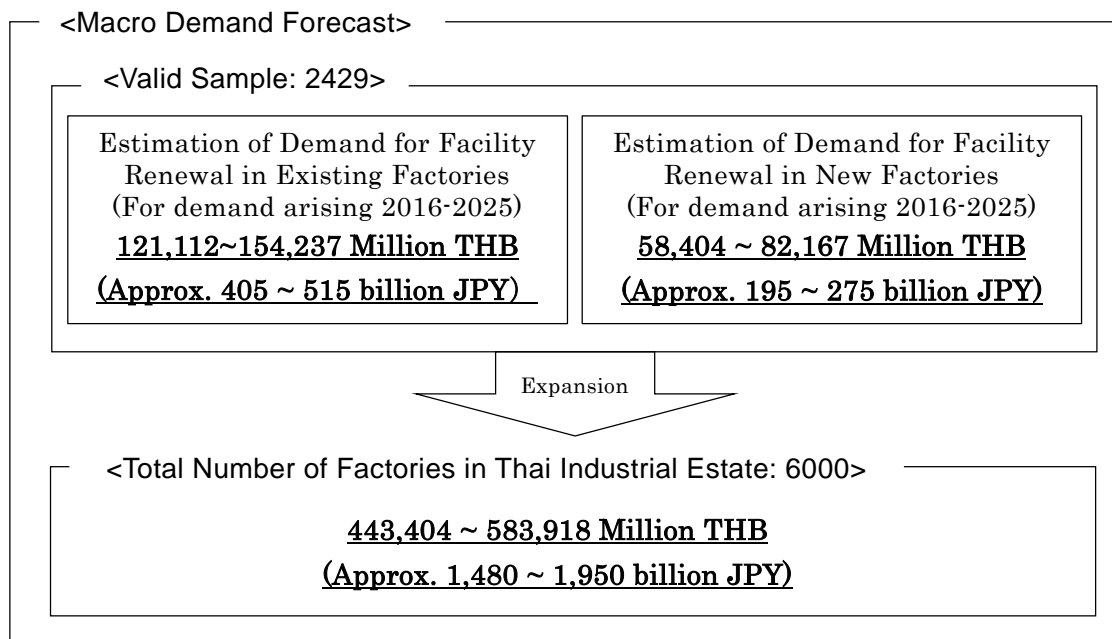 <Macro Demand Forecast>
<Valid Sample: 2429>
Estimation of Demand for Facility
Renewal in Existing Factories
(For demand arising 2016-2025)
121,112~154,237 Million THB
(Approx. 405 ~ 515 billion JPY)
Estimation of Demand for Facility
Renewal in New Factories
(For demand arising 2016-2025)
58,404 ~ 82,167 Million THB
(Approx. 195 ~ 275 billion JPY)
Expansion
<Total Number of Factories in Thai Industrial Estate: 6000>
443,404 ~ 583,918 Million THB
(Approx. 1,480 ~ 1,950 billion JPY)